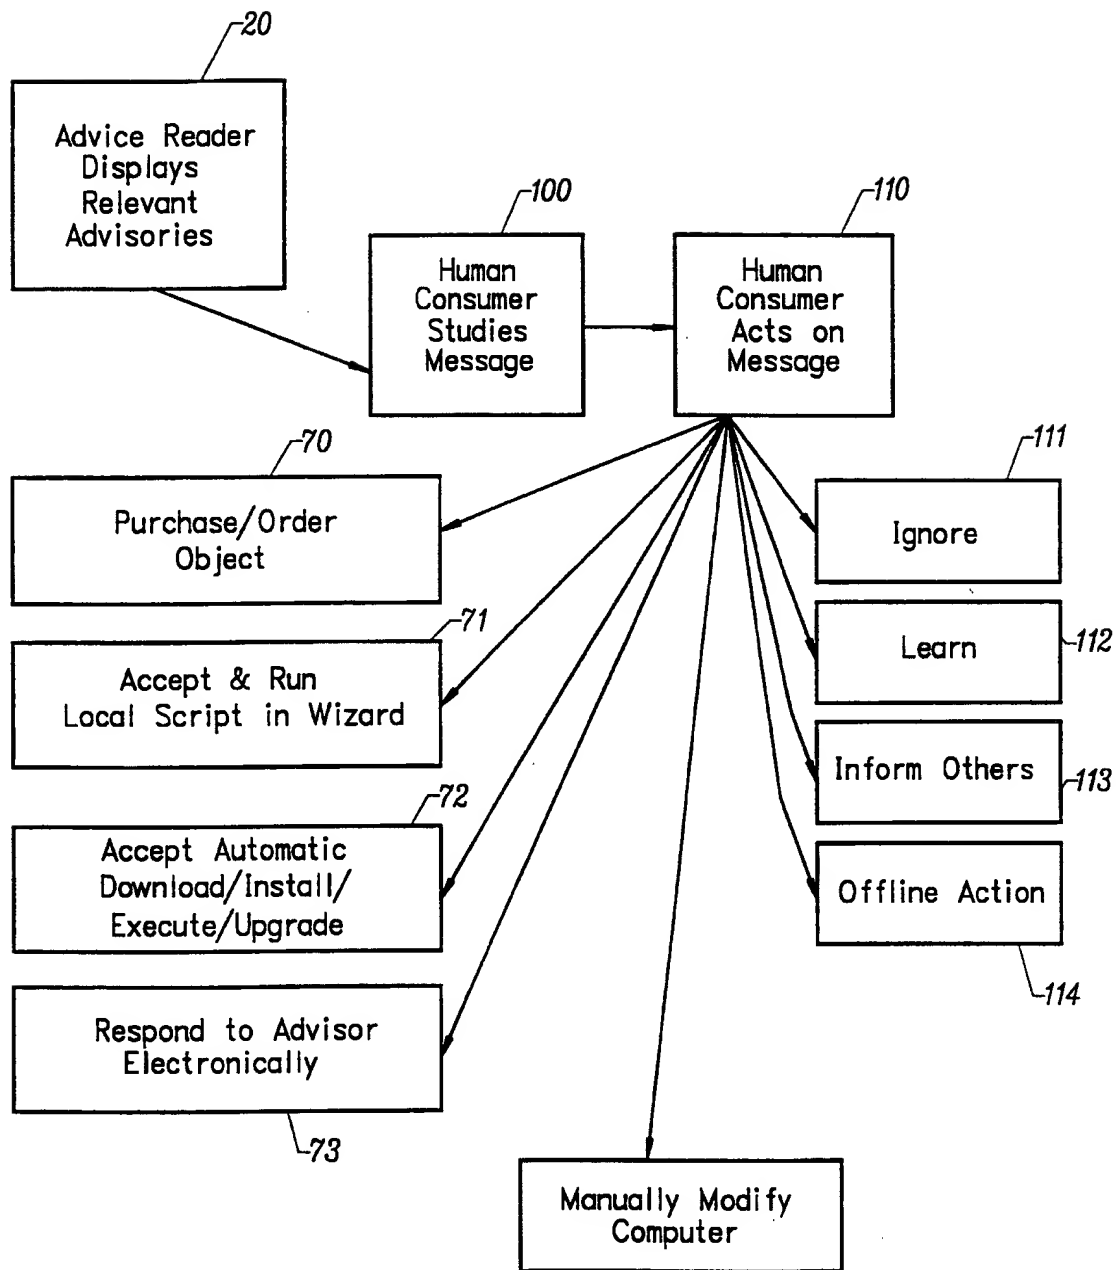 20
Advice Reader
Displays
Relevant
Advisories
100
Human
Consumer
Studies
Message
110
Human
Consumer
Acts on
Message
70
Purchase/Order
Object
71
Accept & Run
Local Script in Wizard
72
Accept Automatic
Download/Install/
Execute/Upgrade
Respond to Advisor
Electronically
73
111
Ignore
Learn
112
Inform Others
113
Offline Action
114
Manually Modify
Computer